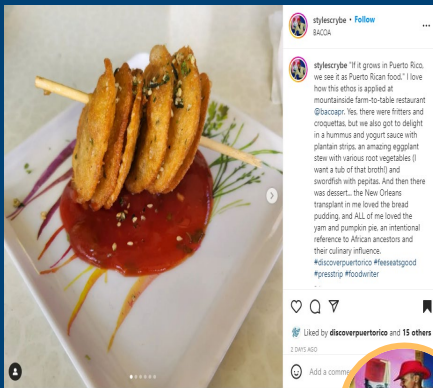 stylescrybe • Follow
BACOA
stylescrybe "If it grows in Puerto Rico,
we see it as Puerto Rican food." I love
how this ethos is applied at
mountainside farm-to-table restaurant
@bacoapr. Yes, there were fritters and
croquettas, but we also got to delight
in a hummus and yogurt sauce with
plantain strips, an amazing eggplant
stew with various root vegetables (I
want a tub of that broth!) and
swordfish with pepitas. And then there
was dessert... the New Orleans
transplant in me loved the bread
pudding, and ALL of me loved the
yam and pumpkin pie, an intentional
reference to African ancestors and
their culinary influence.
#discoverpuertorico #feeseatsgood
#presstrip #foodwriter
Liked by discoverpuertorico and 15 others
2 DAYS AGO
Add a comme